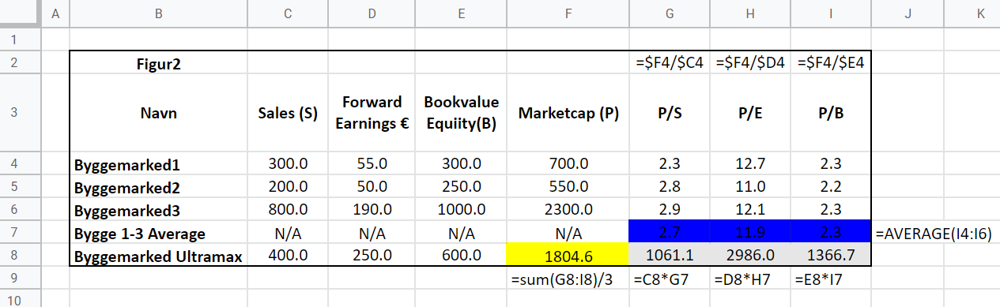 A B C D E F G H I J K
1
2 Figur2 =$F4/$C4 =$F4/$D4 =$F4/$E4
3 Navn Sales (S) Forward Earnings € Bookvalue Equiity(B) Marketcap (P) P/S P/E P/B
4 Byggemarked1 300.0 55.0 300.0 700.0 2.3 12.7 2.3
5 Byggemarked2 200.0 50.0 250.0 550.0 2.8 11.0 2.2
6 Byggemarked3 800.0 190.0 1000.0 2300.0 2.9 12.1 2.3
7 Bygge 1-3 Average N/A N/A N/A N/A 2.7 11.9 2.3 =AVERAGE(I4:I6)
8 Byggemarked Ultramax 400.0 250.0 600.0 1804.6 1061.1 2986.0 1366.7
9 =sum(G8:I8)/3 =C8*G7 =D8*H7 =E8*I7
10